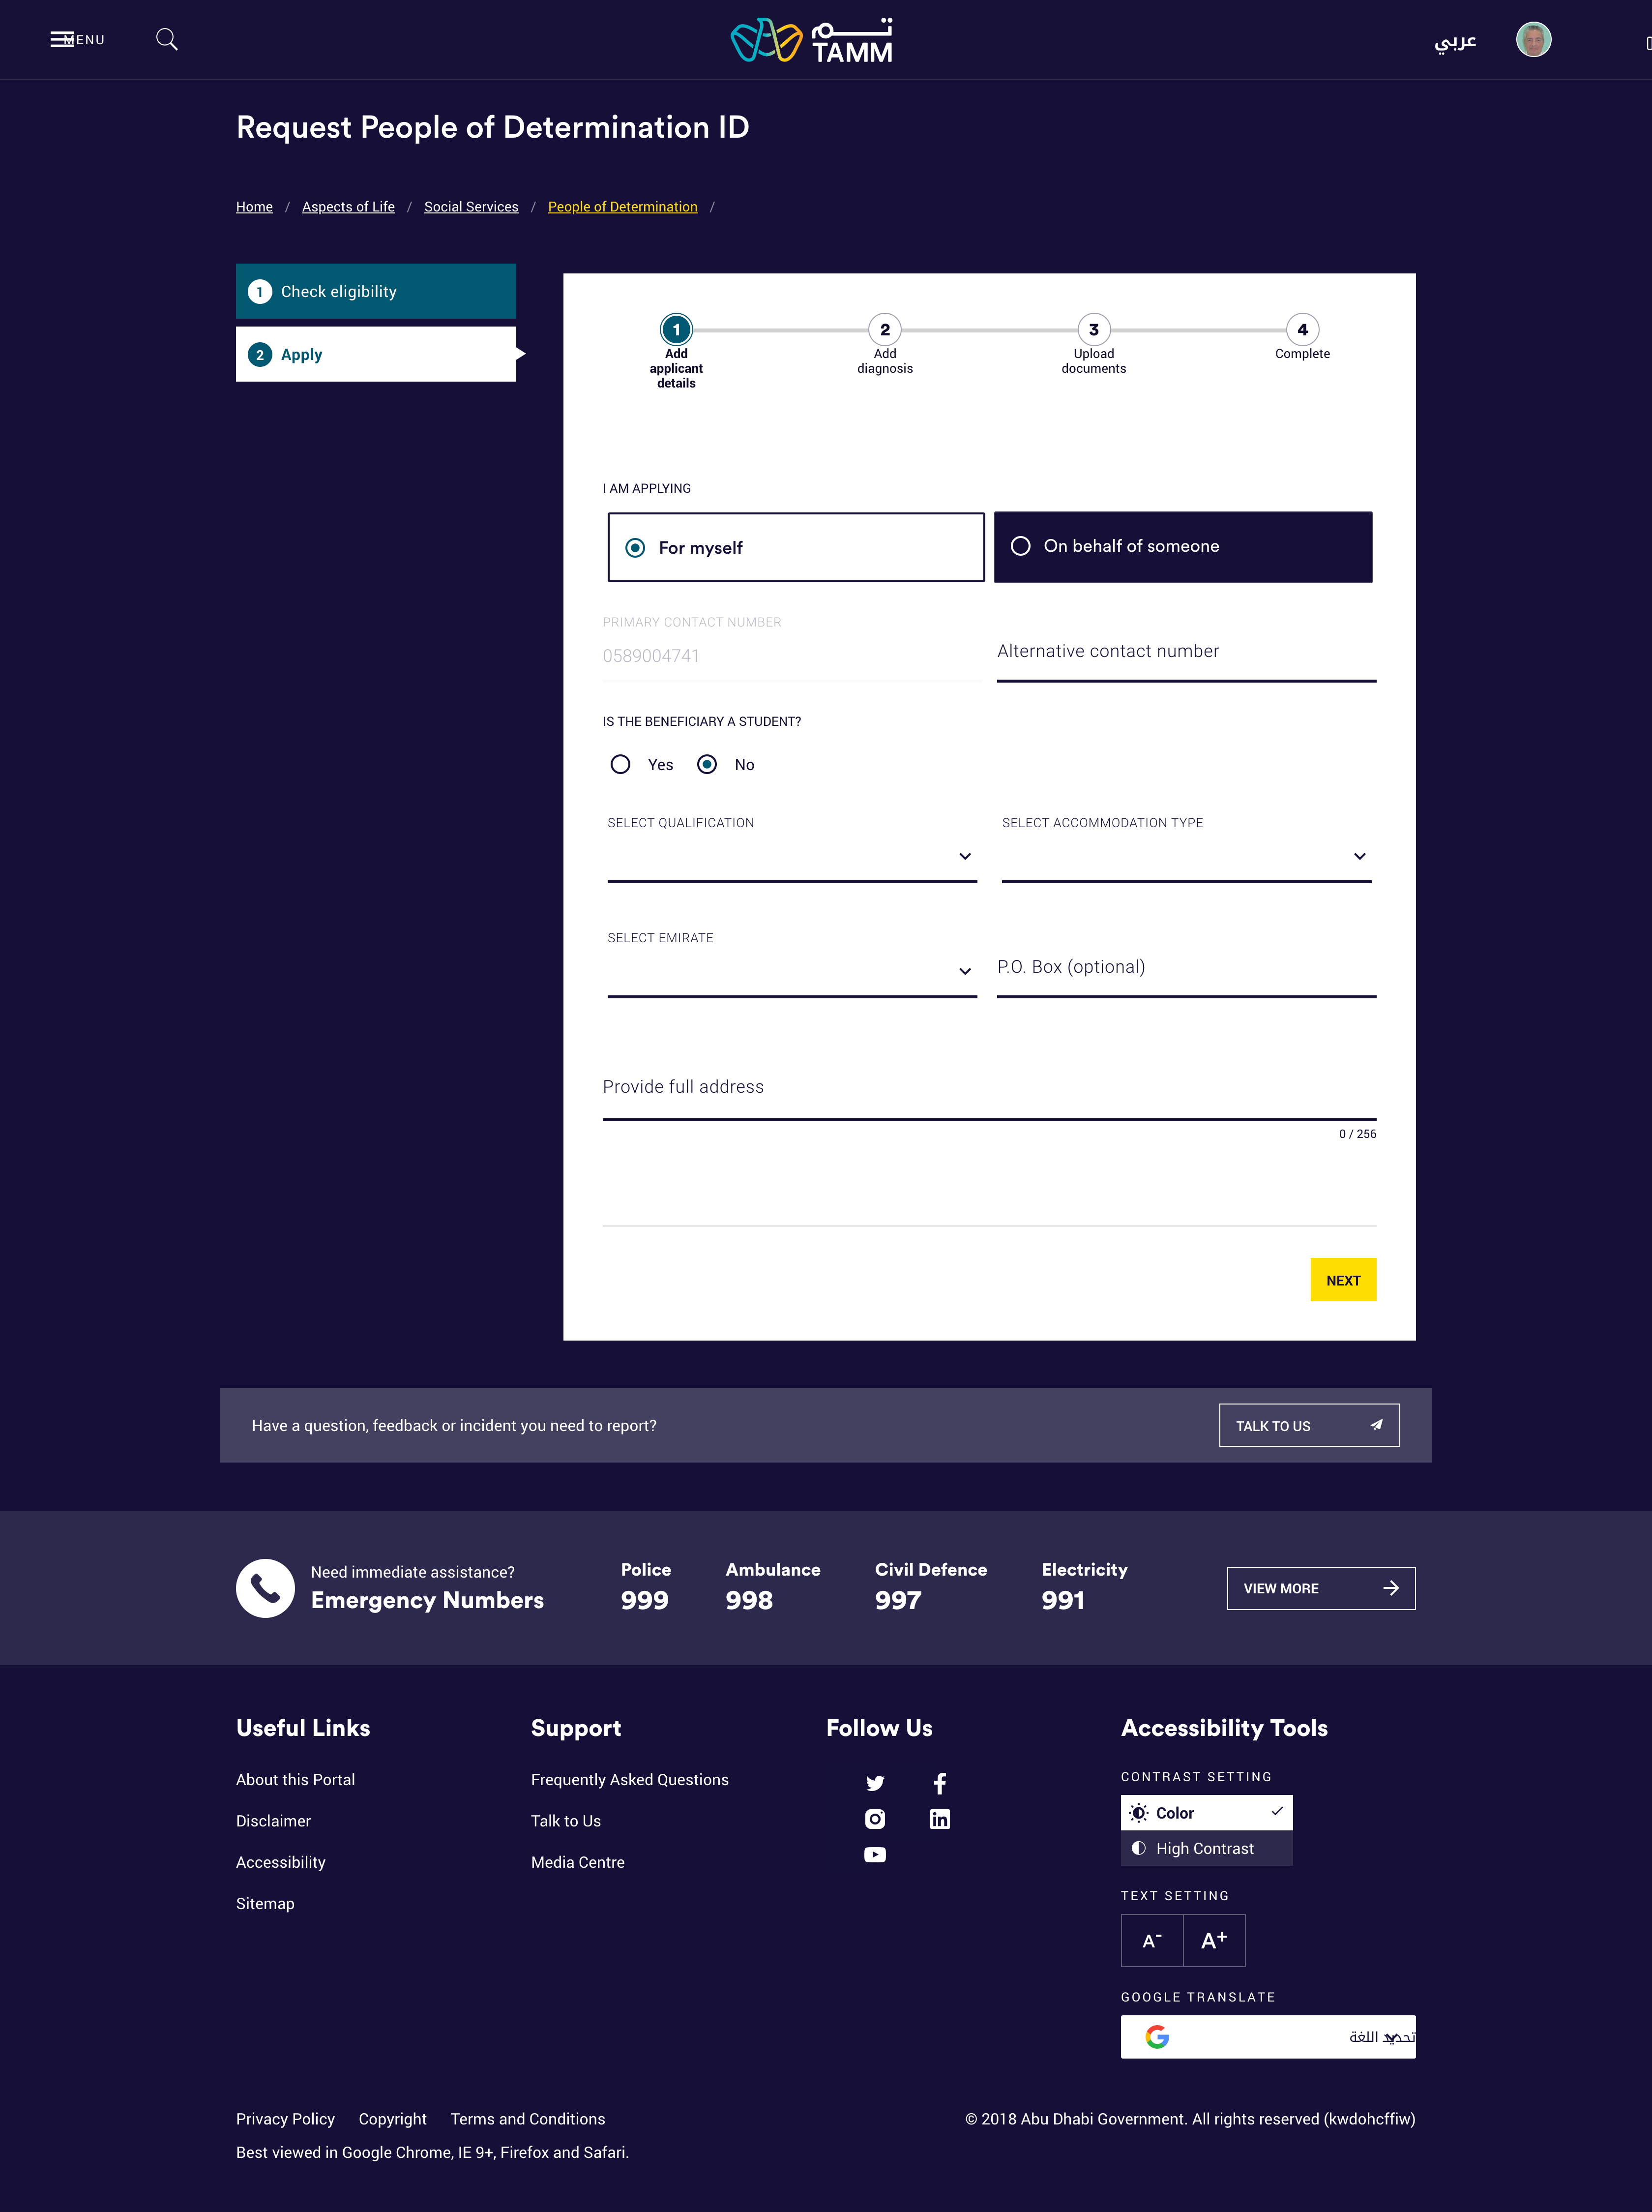 MENU
تــــم
TAMM
عربي
Request People of Determination ID
Home / Aspects of Life / Social Services / People of Determination /
1 Check eligibility
2 Apply
1 2 3 4
Add applicant details
Add diagnosis
Upload documents
Complete
I AM APPLYING
For myself
On behalf of someone
PRIMARY CONTACT NUMBER
0589004741
Alternative contact number
IS THE BENEFICIARY A STUDENT?
Yes No
SELECT QUALIFICATION
SELECT ACCOMMODATION TYPE
SELECT EMIRATE
P.O. Box (optional)
Provide full address
0 / 256
NEXT
Have a question, feedback or incident you need to report?
TALK TO US
Need immediate assistance?
Emergency Numbers
Police
999
Ambulance
998
Civil Defence
997
Electricity
991
VIEW MORE
Useful Links
About this Portal
Disclaimer
Accessibility
Sitemap
Support
Frequently Asked Questions
Talk to Us
Media Centre
Follow Us
Accessibility Tools
CONTRAST SETTING
Color
High Contrast
TEXT SETTING
A- A+
GOOGLE TRANSLATE
تحديد اللغة
Privacy Policy Copyright Terms and Conditions
© 2018 Abu Dhabi Government. All rights reserved (kwdohcffiw)
Best viewed in Google Chrome, IE 9+, Firefox and Safari.